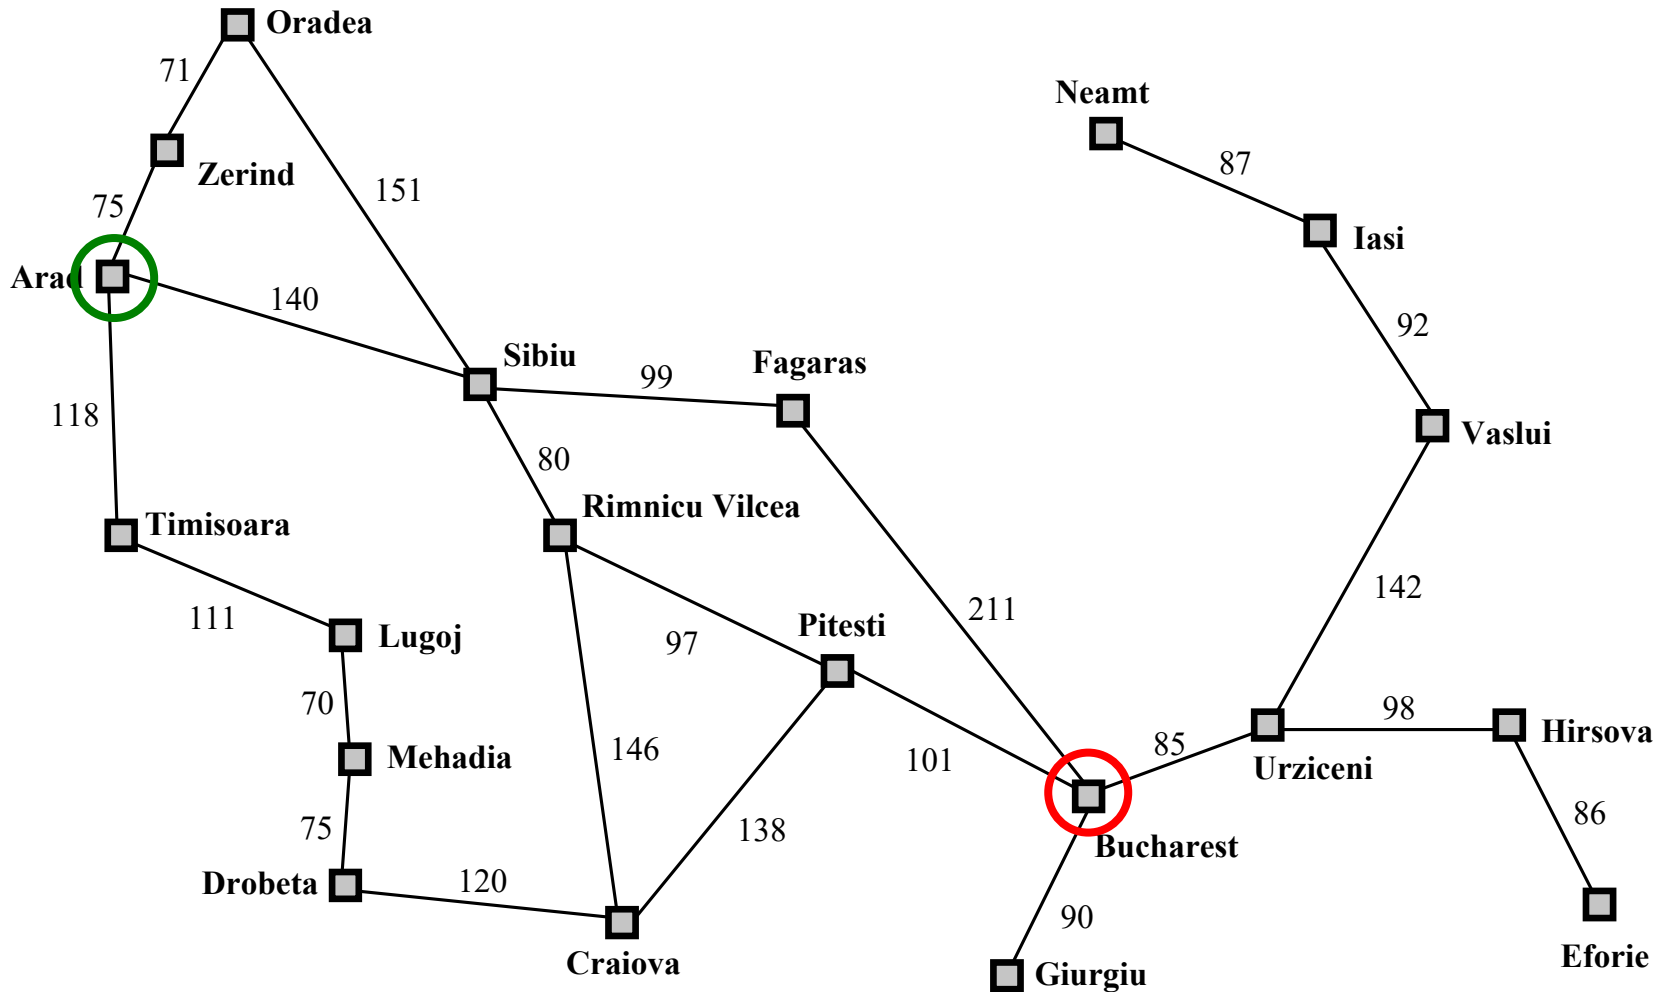 Oradea
71
Neamt
87
Zerind
151
75
Iasi
Arad
140
92
Sibiu
Fagaras
99
118
Vaslui
80
Rimnicu Vilcea
Timisoara
142
211
111
Lugoj
97
Pitesti
70
98
Hirsova
146
85
Mehadia
101
Urziceni
86
75
138
Bucharest
Drobeta
120
90
Craiova
Giurgiu
Eforie